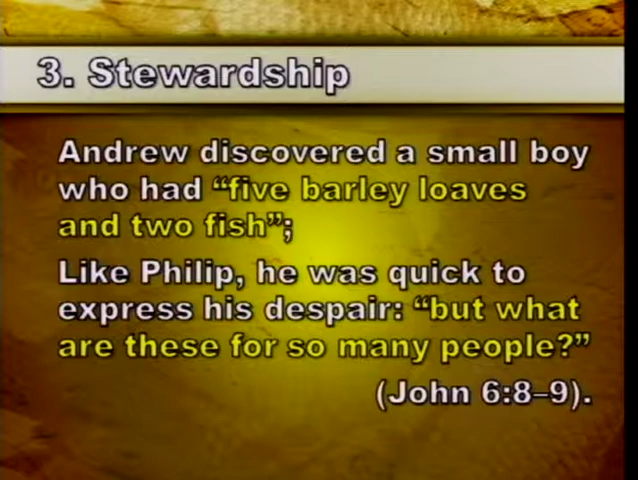 3. Stewardship
Andrew discovered a small boy
who had “five barley loaves
and two fish”;
Like Philip, he was quick to
express his despair: “but what
are these for so many people?”
(John 6:8–9).